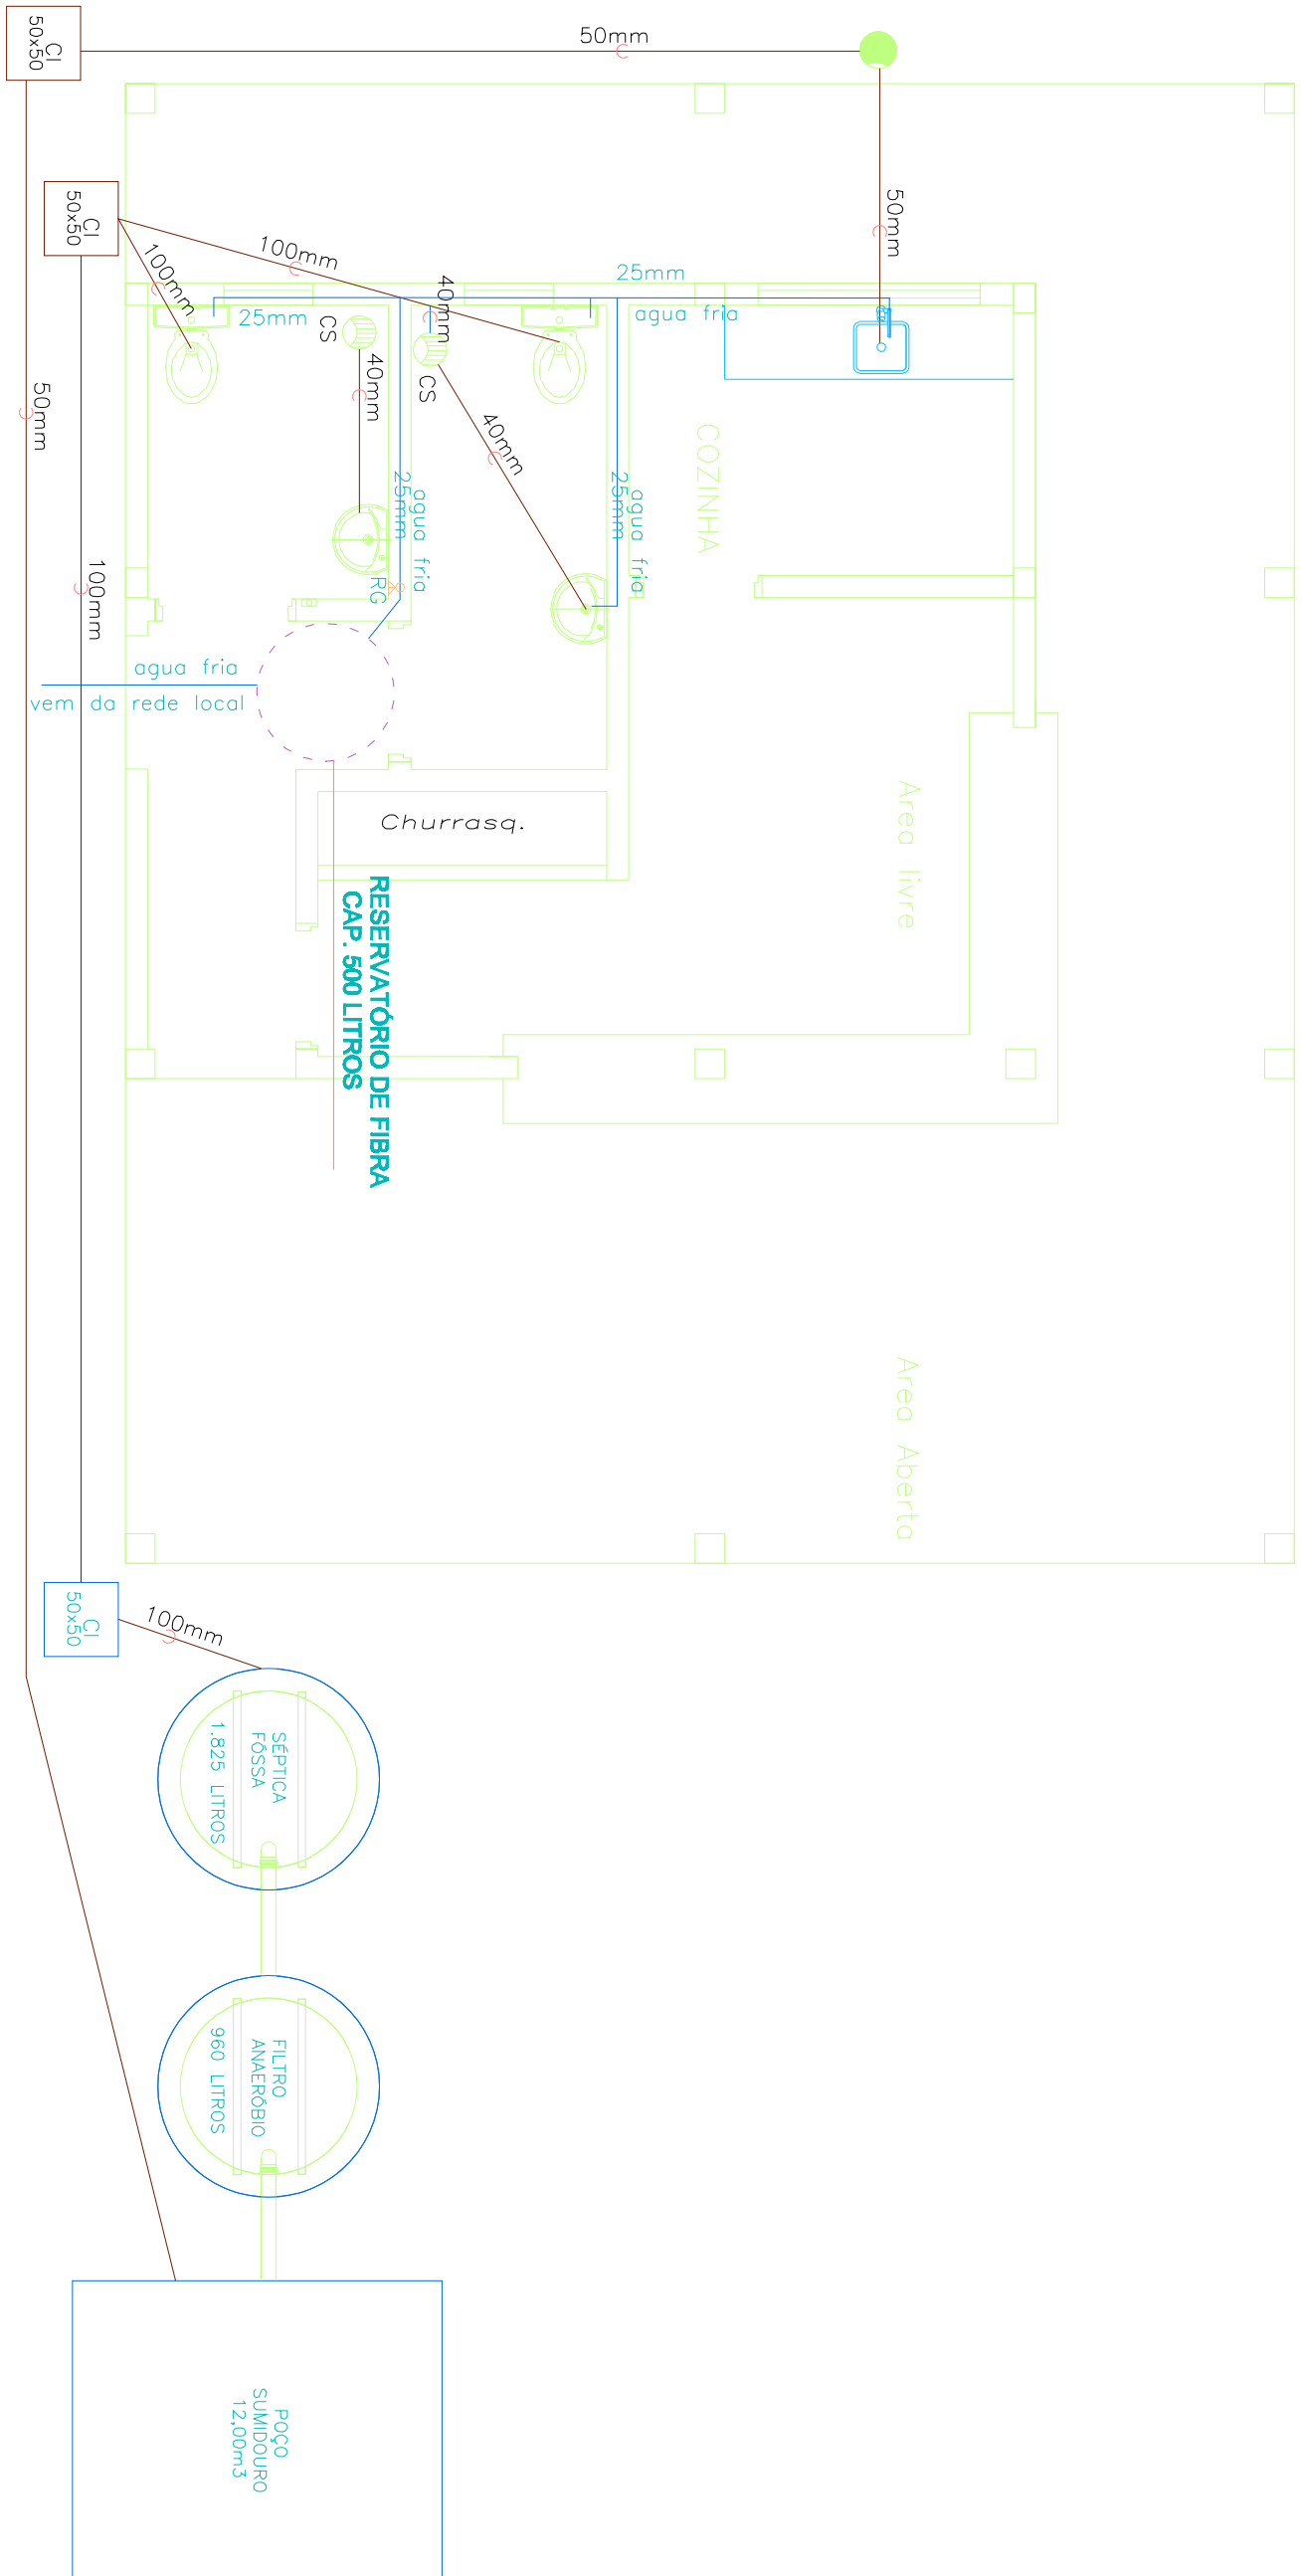 CI
50x50
50mm
50mm
CI
50x50
100mm
100mm
40mm
25mm
25mm
agua fria
CS
40mm
CS
40mm
50mm
COZINHA
agua fria
25mm
agua fria
25mm
RG
100mm
agua fria
vem da rede local
Churrasq.
Area livre
RESERVATÓRIO DE FIBRA
CAP. 500 LITROS
Area Aberta
CI
50x50
100mm
SÉPTICA
FÓSSA
1.825 LITROS
FILTRO
ANAERÓBIO
960 LITROS
POÇO
SUMIDOURO
12,00m3